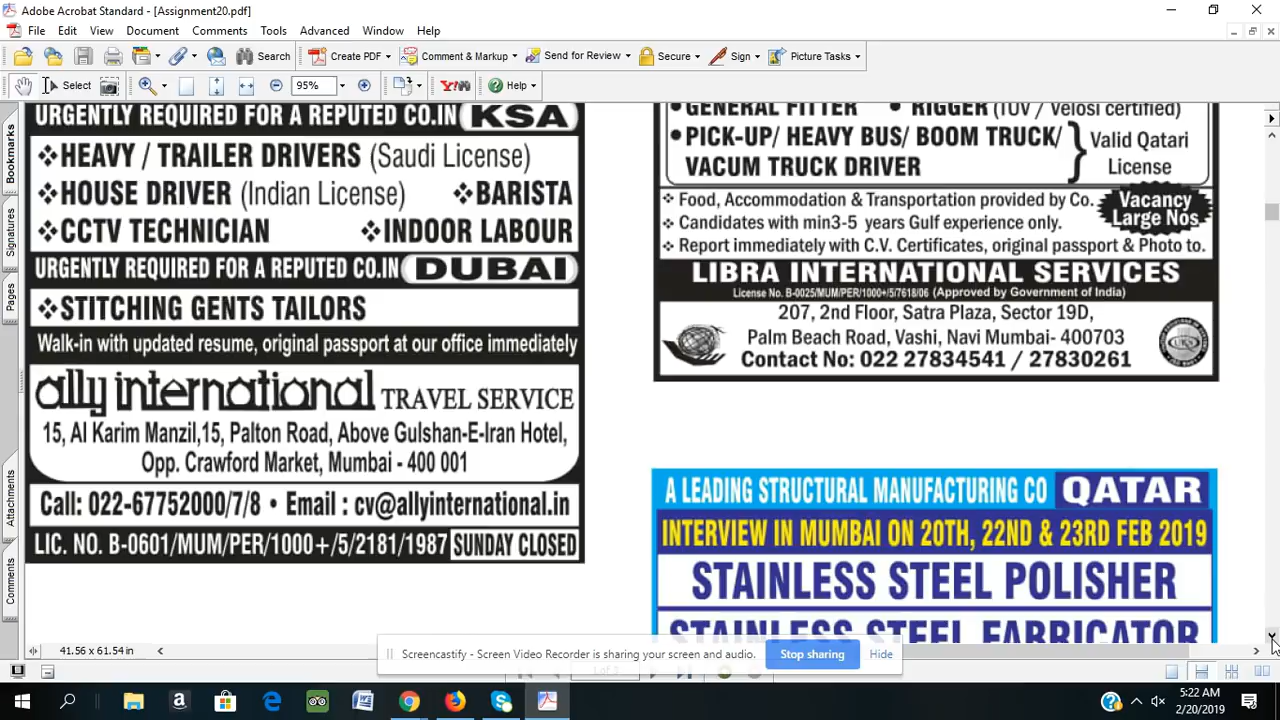 Adobe Acrobat Standard - [Assignment20.pdf]
File Edit View Document Comments Tools Advanced Window Help
Search Create PDF Comment & Markup Send for Review Secure Sign Picture Tasks
Select 95% Y! Help
Bookmarks
Signatures
Pages
Attachments
Comments
URGENTLY REQUIRED FOR A REPUTED CO.IN KSA
❖HEAVY / TRAILER DRIVERS (Saudi License)
❖HOUSE DRIVER (Indian License) ❖BARISTA
❖CCTV TECHNICIAN ❖INDOOR LABOUR
URGENTLY REQUIRED FOR A REPUTED CO.IN DUBAI
❖STITCHING GENTS TAILORS
Walk-in with updated resume, original passport at our office immediately
ally international TRAVEL SERVICE
15, Al Karim Manzil,15, Palton Road, Above Gulshan-E-Iran Hotel,
Opp. Crawford Market, Mumbai - 400 001
Call: 022-67752000/7/8 • Email : cv@allyinternational.in
LIC. NO. B-0601/MUM/PER/1000+/5/2181/1987 SUNDAY CLOSED
•GENERAL FITTER • RIGGER (TUV / Velosi certified)
•PICK-UP/ HEAVY BUS/ BOOM TRUCK/
VACUM TRUCK DRIVER
} Valid Qatari
License
❖ Food, Accommodation & Transportation provided by Co.
❖ Candidates with min3-5 years Gulf experience only.
Vacancy
Large Nos
❖ Report immediately with C.V. Certificates, original passport & Photo to.
LIBRA INTERNATIONAL SERVICES
License No. B-0025/MUM/PER/1000+/5/7618/06 (Approved by Government of India)
207, 2nd Floor, Satra Plaza, Sector 19D,
Palm Beach Road, Vashi, Navi Mumbai- 400703
Contact No: 022 27834541 / 27830261
A LEADING STRUCTURAL MANUFACTURING CO QATAR
INTERVIEW IN MUMBAI ON 20TH, 22ND & 23RD FEB 2019
STAINLESS STEEL POLISHER
STAINLESS STEEL FABRICATOR
41.56 x 61.54 in
Screencastify - Screen Video Recorder is sharing your screen and audio. Stop sharing Hide
5:22 AM
2/20/2019